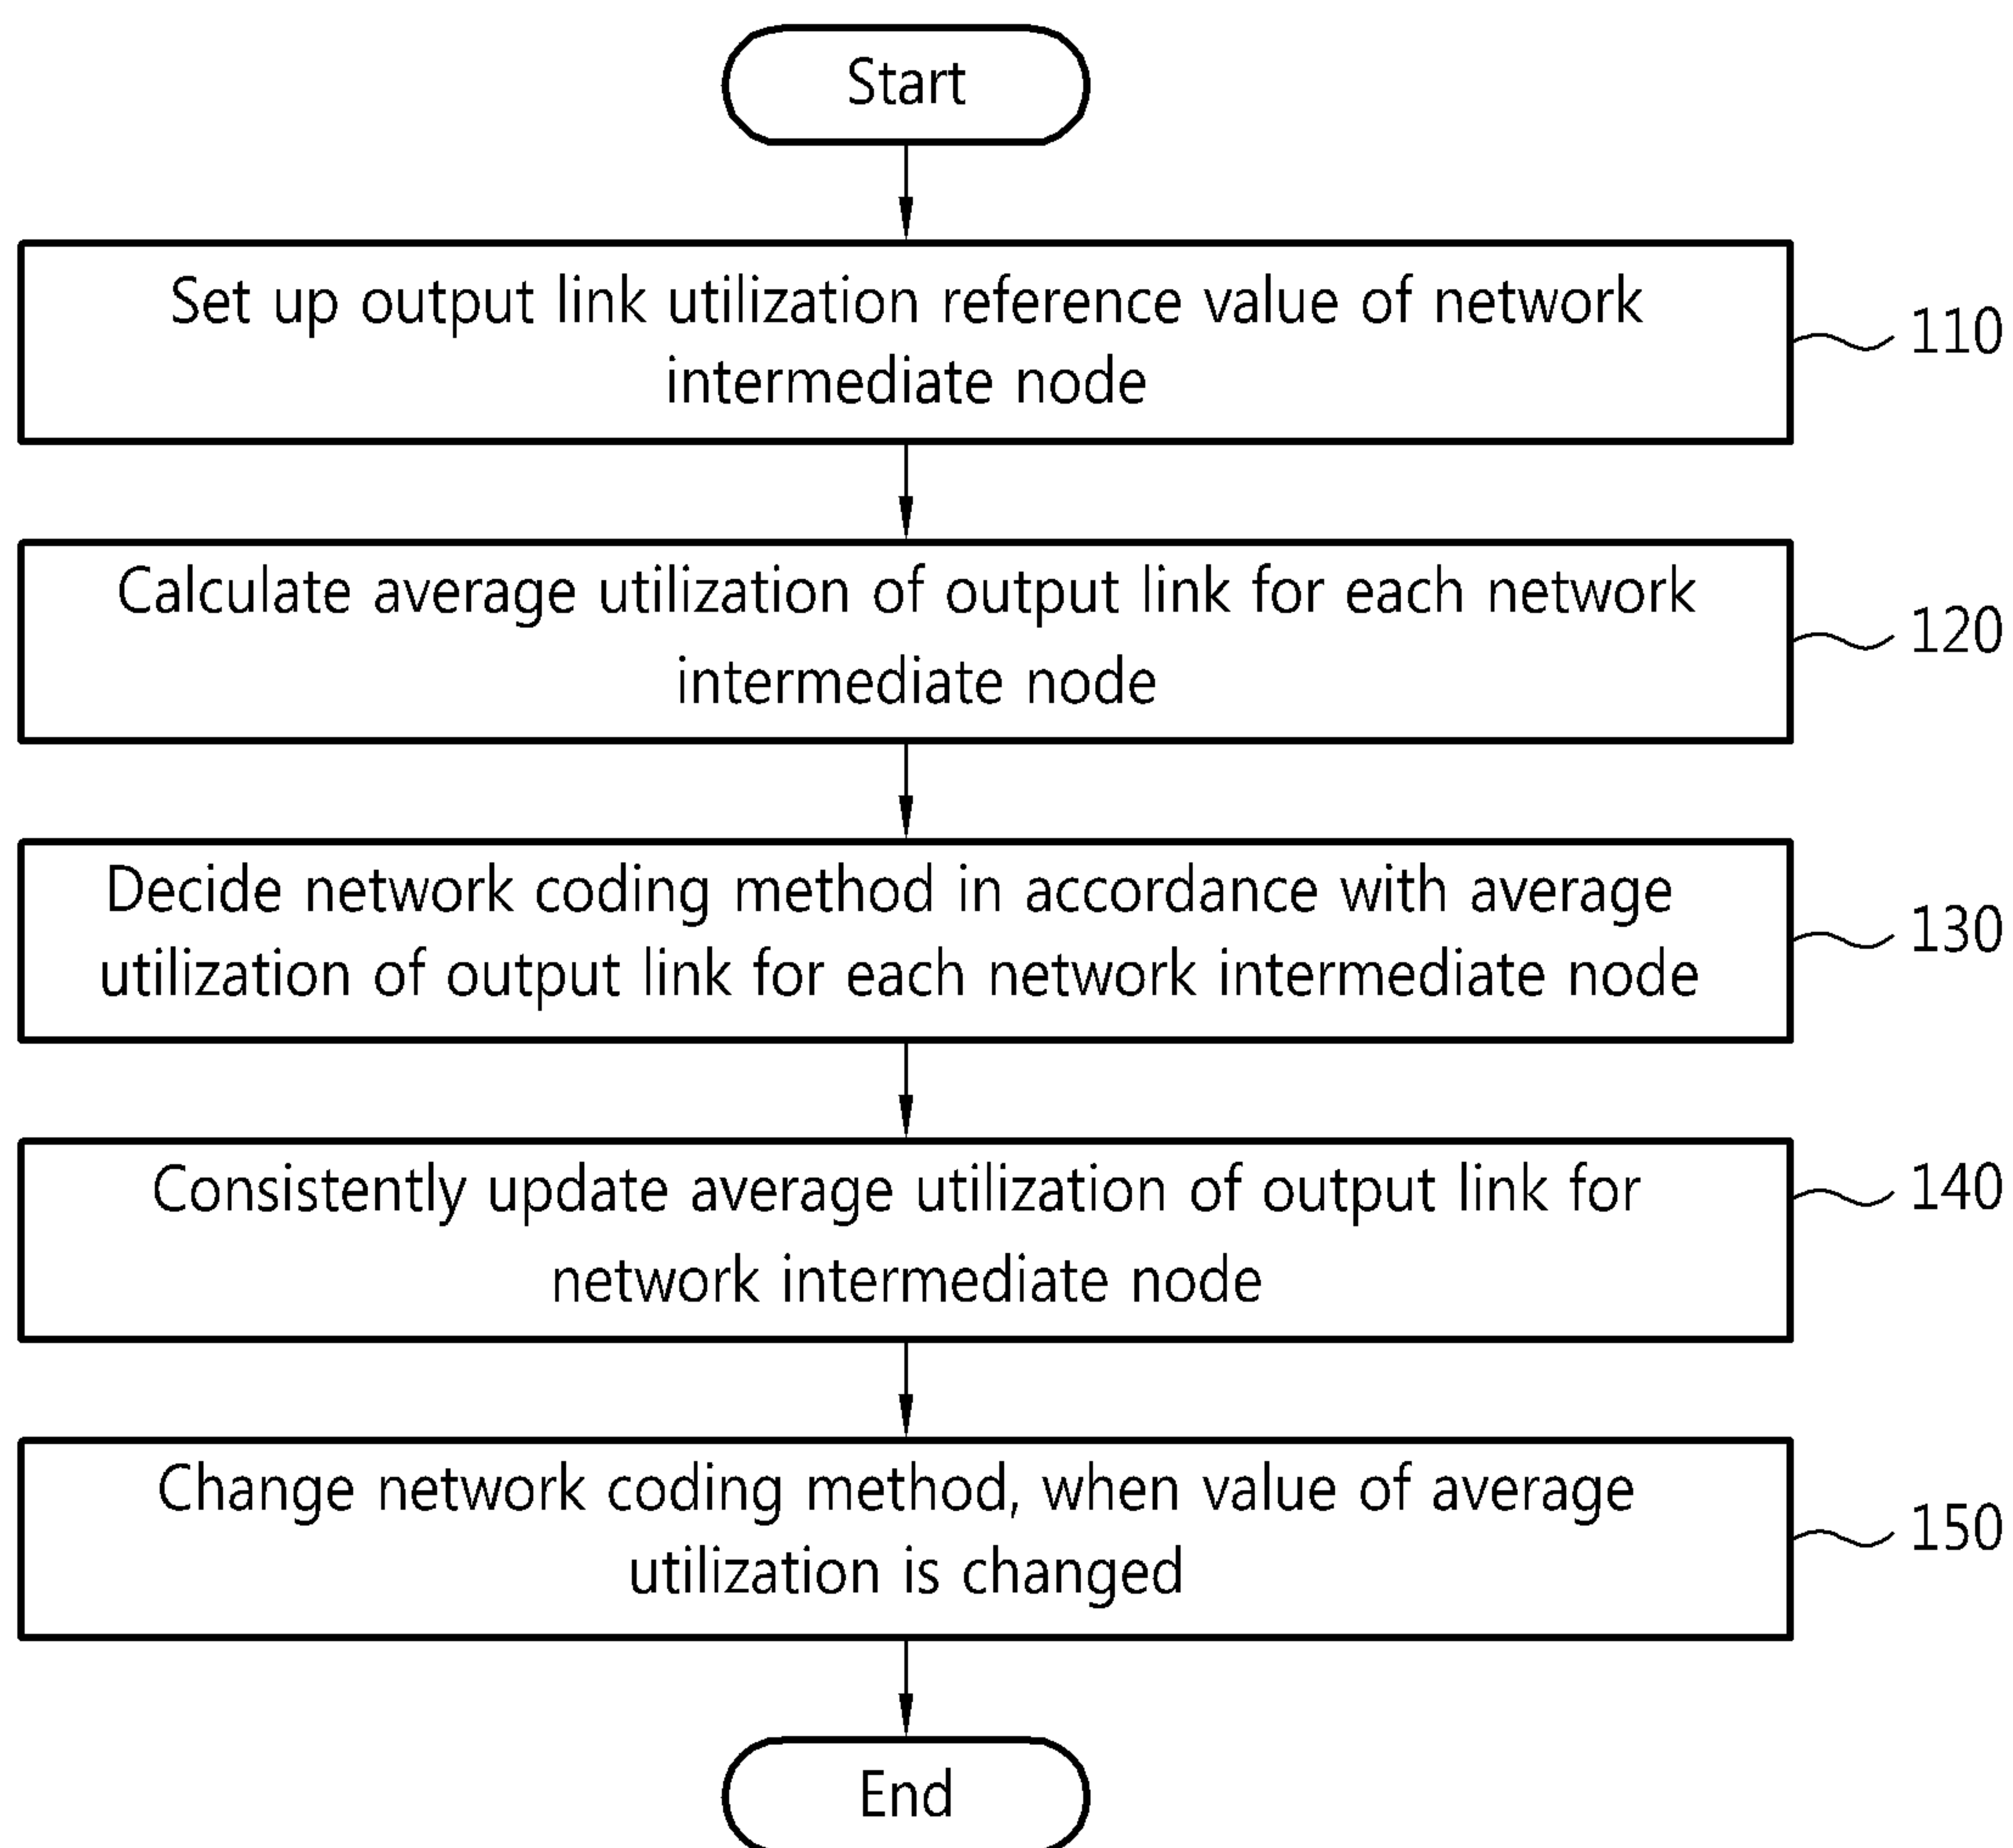 Start
Set up output link utilization reference value of network
intermediate node
110
Calculate average utilization of output link for each network
intermediate node
120
Decide network coding method in accordance with average
utilization of output link for each network intermediate node
130
Consistently update average utilization of output link for
network intermediate node
140
Change network coding method, when value of average
utilization is changed
150
End